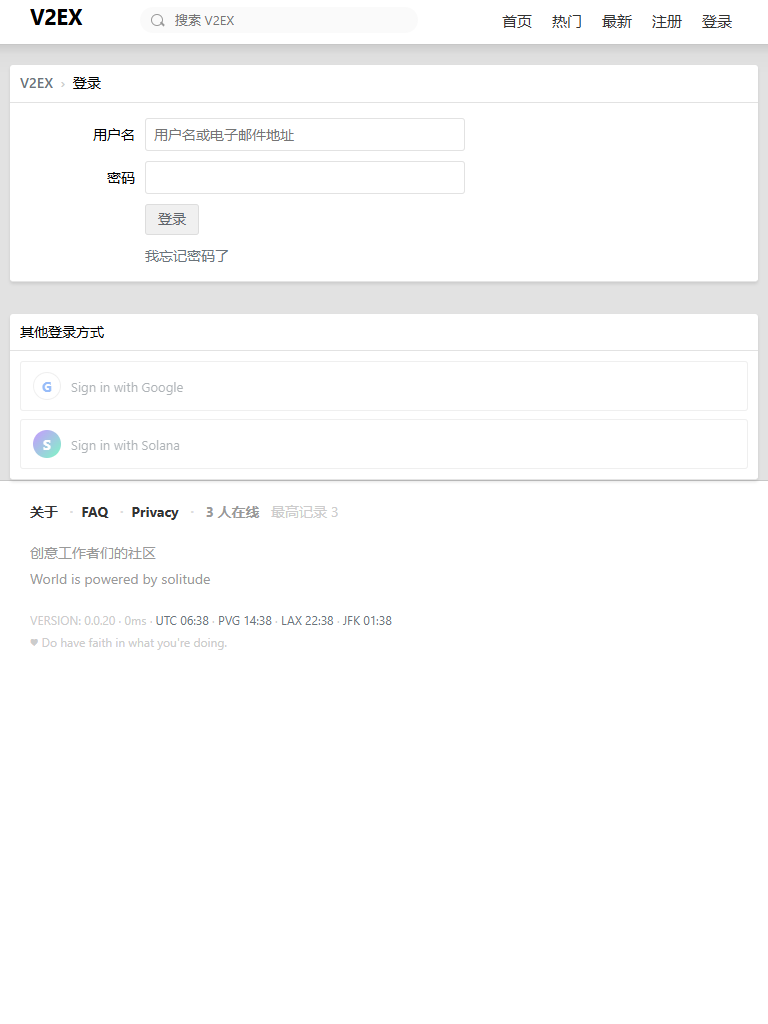 V2EX 搜索 V2EX 首页 热门 最新 注册 登录
V2EX › 登录
用户名 用户名或电子邮件地址
密码
登录
我忘记密码了
其他登录方式
G Sign in with Google
S Sign in with Solana
关于 · FAQ · Privacy · 3 人在线 最高记录 3
创意工作者们的社区
World is powered by solitude
VERSION: 0.0.20 · 0ms · UTC 06:38 · PVG 14:38 · LAX 22:38 · JFK 01:38
♥ Do have faith in what you're doing.